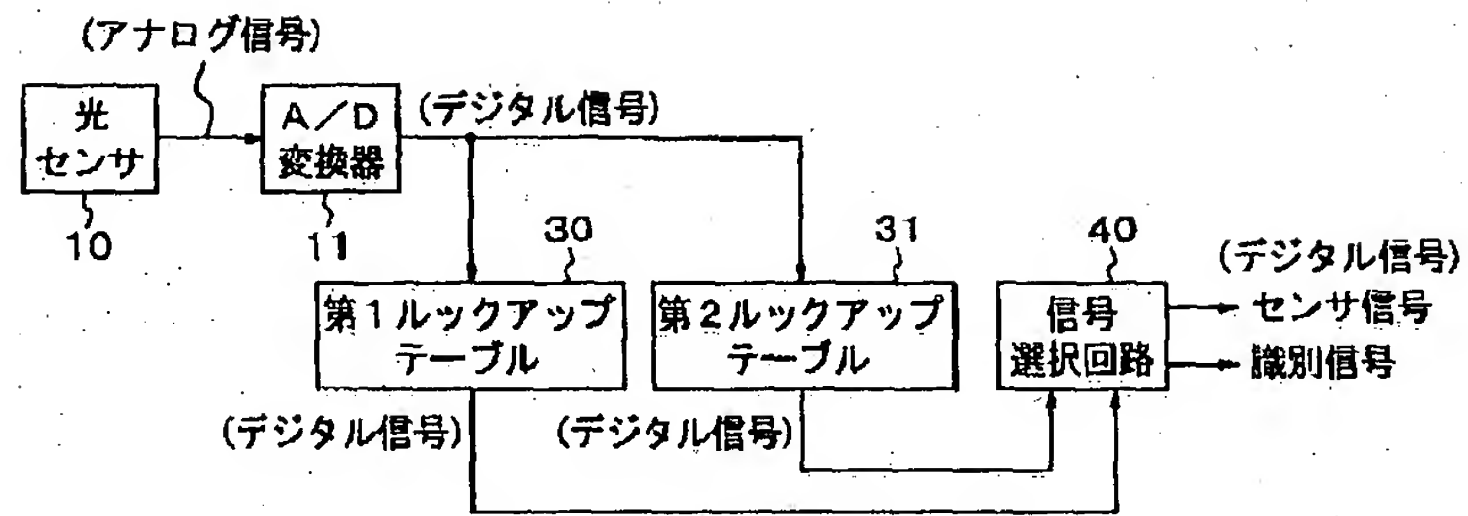 (アナログ信号)
光
センサ
10
A/D
変換器
11
(デジタル信号)
30
第1ルックアップ
テーブル
31
第2ルックアップ
テーブル
40
信号
選択回路
(デジタル信号)
センサ信号
識別信号
(デジタル信号)
(デジタル信号)